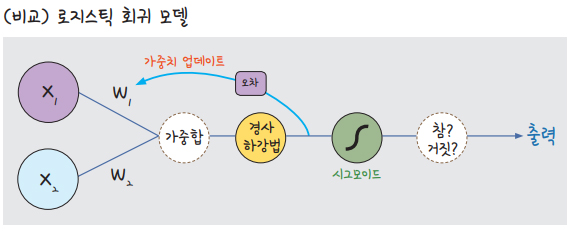 (비교) 로지스틱 회귀 모델
가중치 업데이트
오차
x₁
w₁
가중합
경사
하강법
시그모이드
참?
거짓?
출력
x₂
w₂